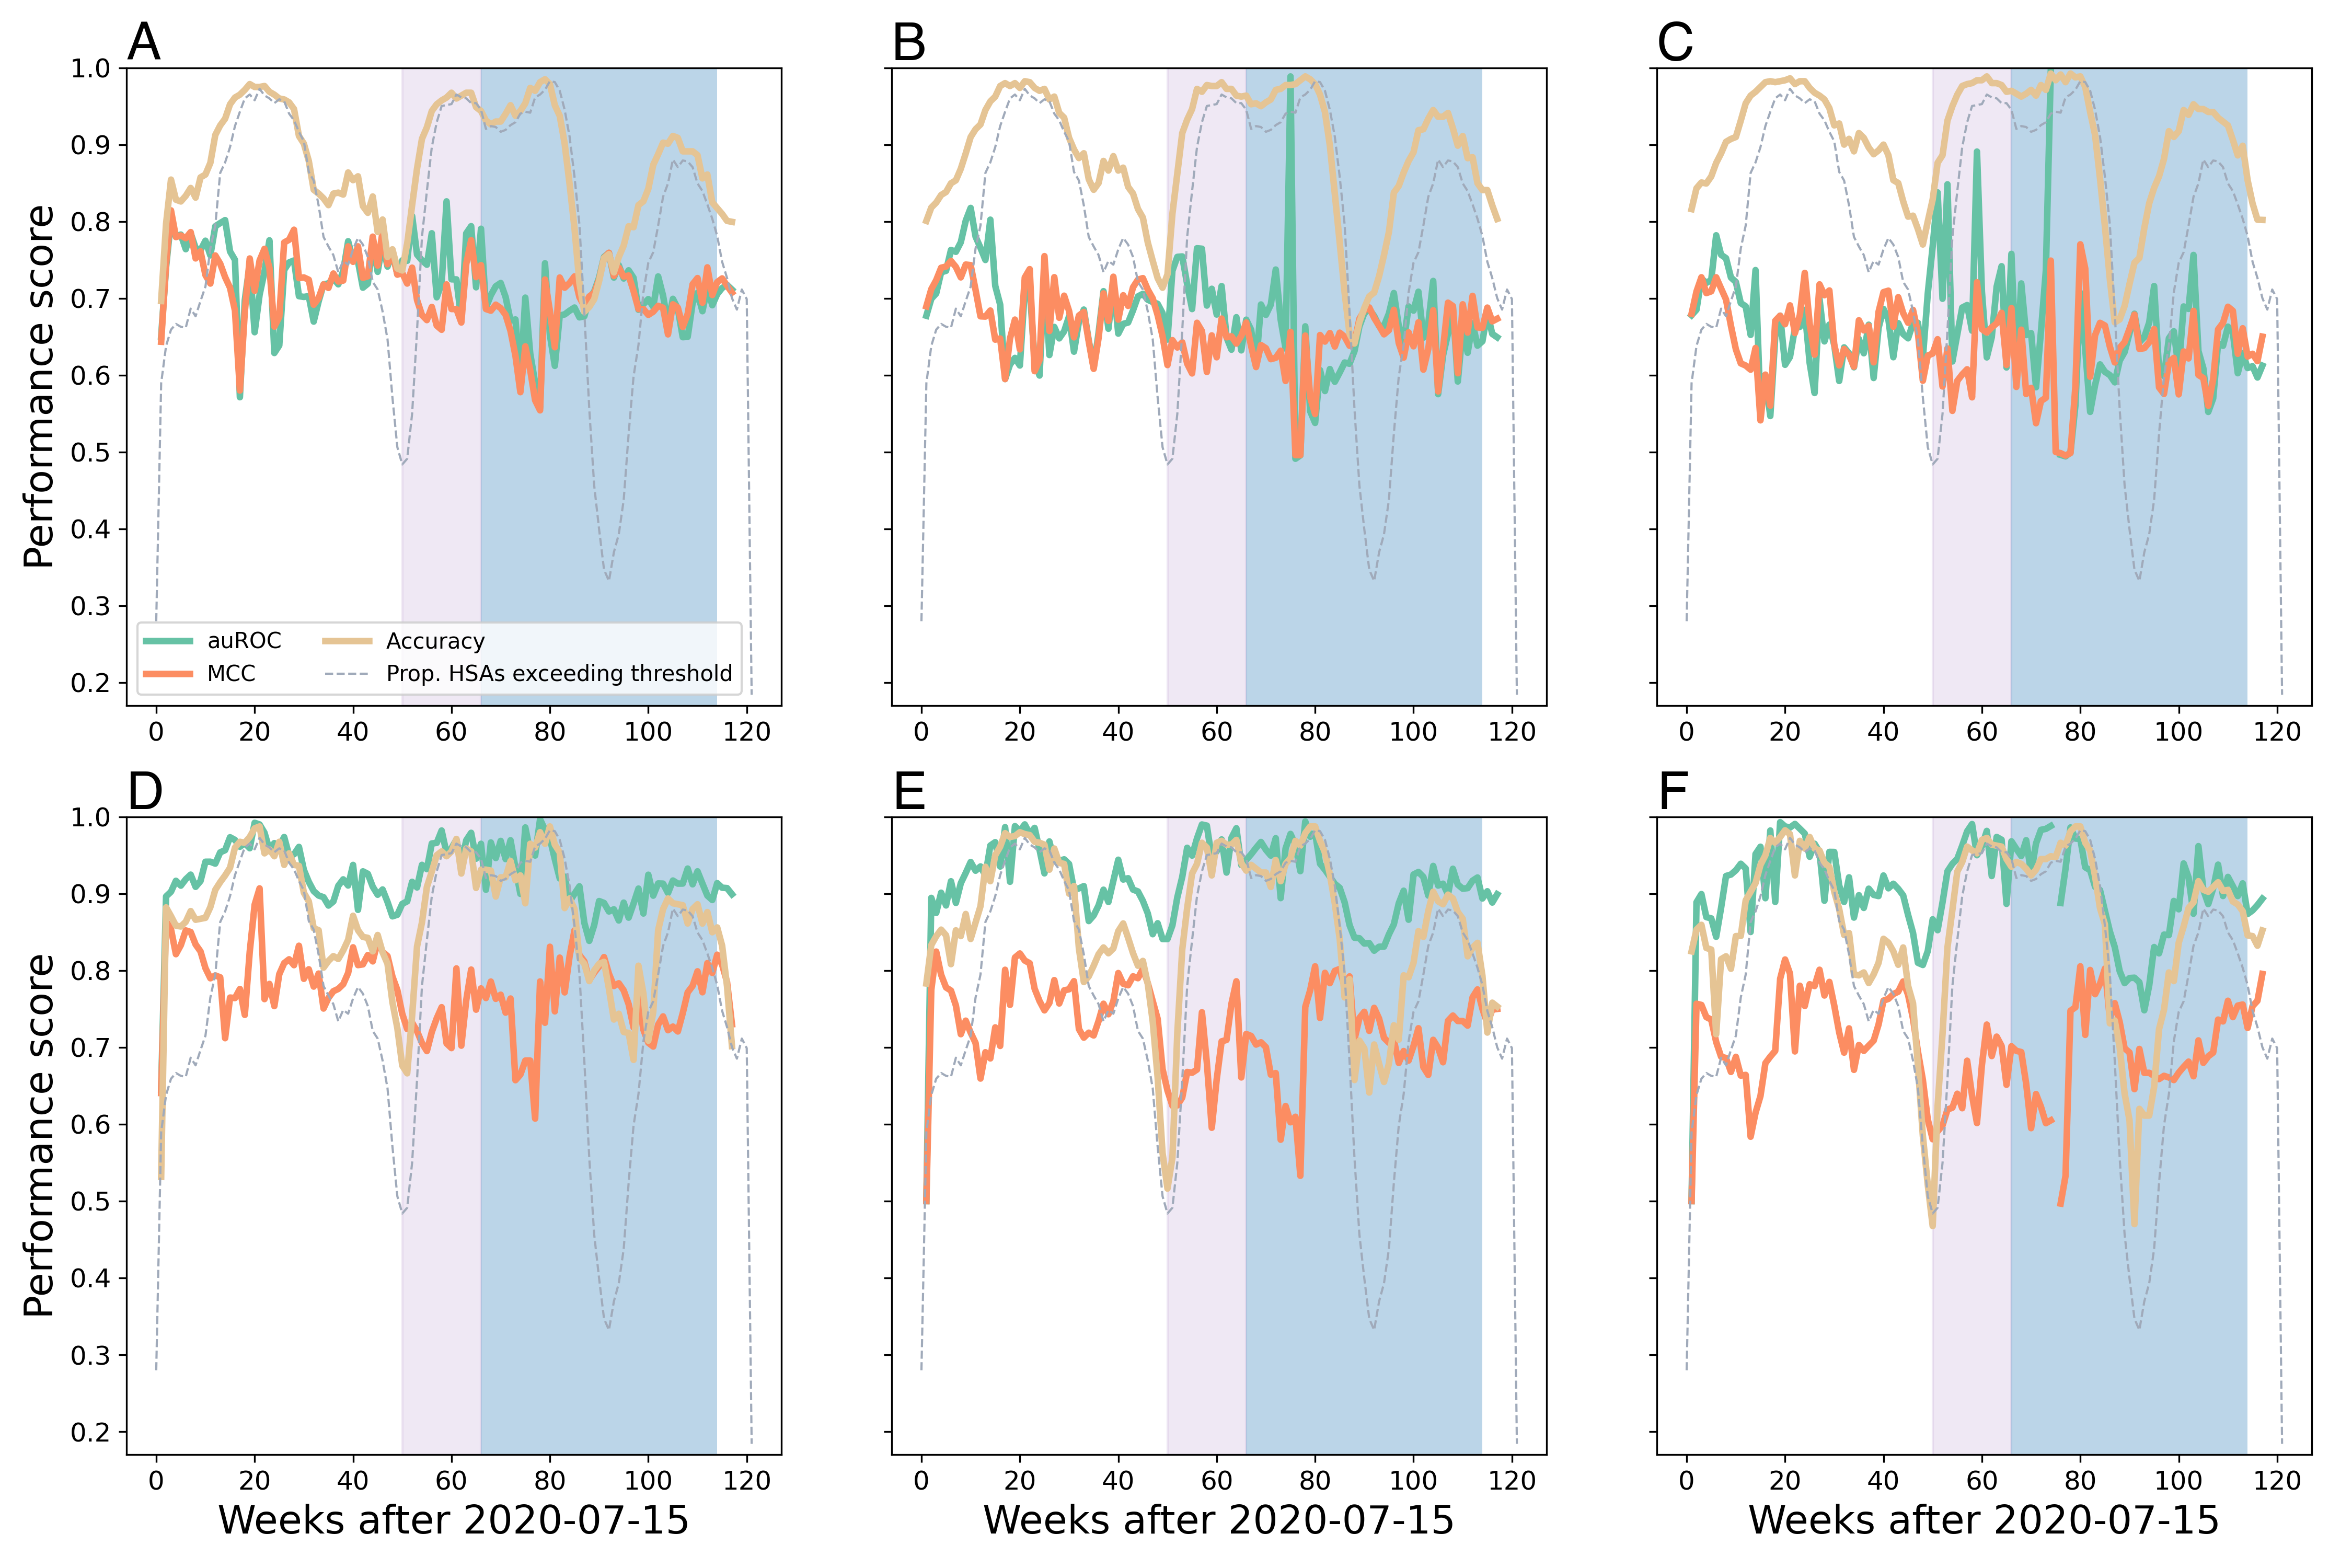 A
B
C
1.0
0.9
0.8
0.7
0.6
0.5
0.4
0.3
0.2
Performance score
auROC
Accuracy
MCC
Prop. HSAs exceeding threshold
0 20 40 60 80 100 120
0 20 40 60 80 100 120
0 20 40 60 80 100 120
D
E
F
1.0
0.9
0.8
0.7
0.6
0.5
0.4
0.3
0.2
Performance score
0 20 40 60 80 100 120
0 20 40 60 80 100 120
0 20 40 60 80 100 120
Weeks after 2020-07-15
Weeks after 2020-07-15
Weeks after 2020-07-15